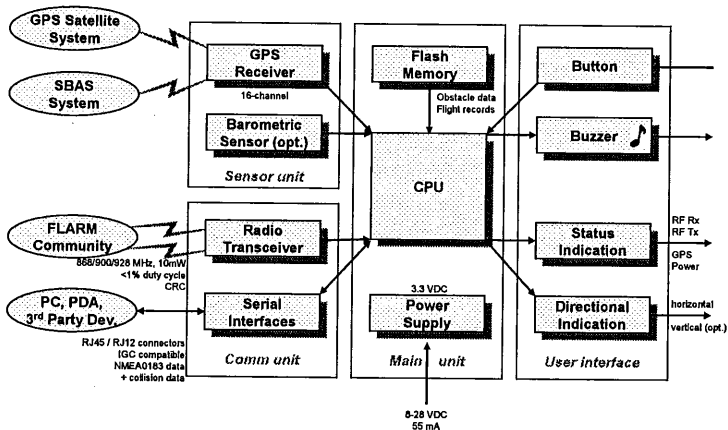 GPS Satellite
System
SBAS
System
GPS
Receiver
16-channel
Barometric
Sensor (opt.)
Sensor unit
Flash
Memory
Obstacle data
Flight records
CPU
Button
Buzzer
FLARM
Community
868/900/928 MHz, 10mW
<1% duty cycle
CRC
Radio
Transceiver
Status
Indication
RF Rx
RF Tx
GPS
Power
PC, PDA,
3rd Party Dev.
RJ45 / RJ12 connectors
IGC compatible
NMEA0183 data
+ collision data
Serial
Interfaces
Comm unit
3.3 VDC
Power
Supply
Main unit
8-28 VDC
55 mA
Directional
Indication
horizontal
vertical (opt.)
User interface